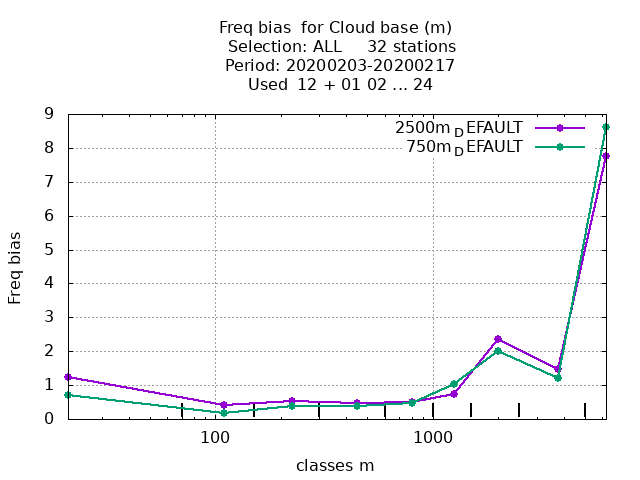 Freq bias  for Cloud base (m)
Selection: ALL     32 stations
Period: 20200203-20200217
Used  12 + 01 02 ... 24
2500m_DEFAULT
750m_DEFAULT
9
8
7
6
5
4
3
2
1
0
Freq bias
100 1000
classes m